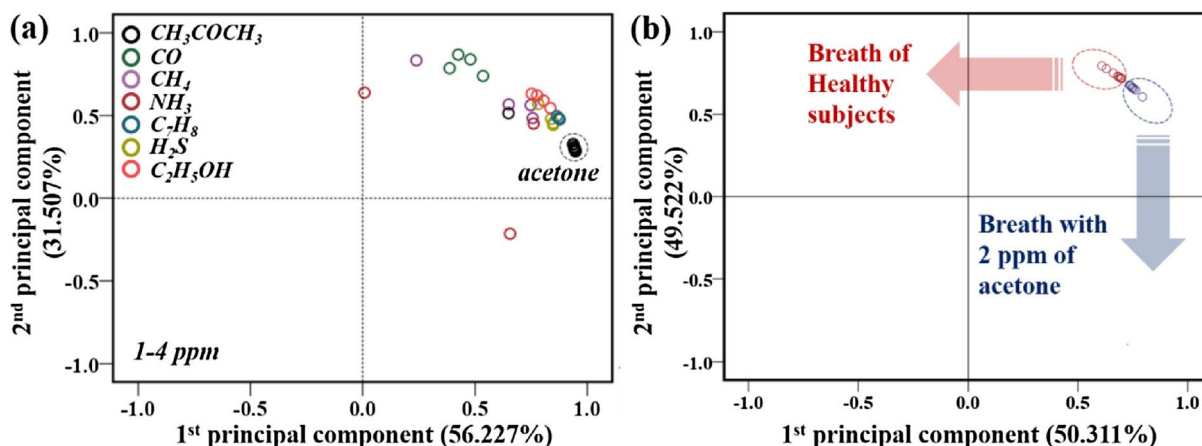 (a)
CH₃COCH₃
CO
CH₄
NH₃
C₇H₈
H₂S
C₂H₅OH
acetone
1-4 ppm
1.0
0.5
0.0
-0.5
-1.0
-1.0 -0.5 0.0 0.5 1.0
2ⁿᵈ principal component
(31.507%)
1ˢᵗ principal component (56.227%)
(b)
Breath of
Healthy
subjects
Breath with
2 ppm of
acetone
1.0
0.5
0.0
-0.5
-1.0
-1.0 -0.5 0.0 0.5 1.0
2ⁿᵈ principal component
(49.522%)
1ˢᵗ principal component (50.311%)